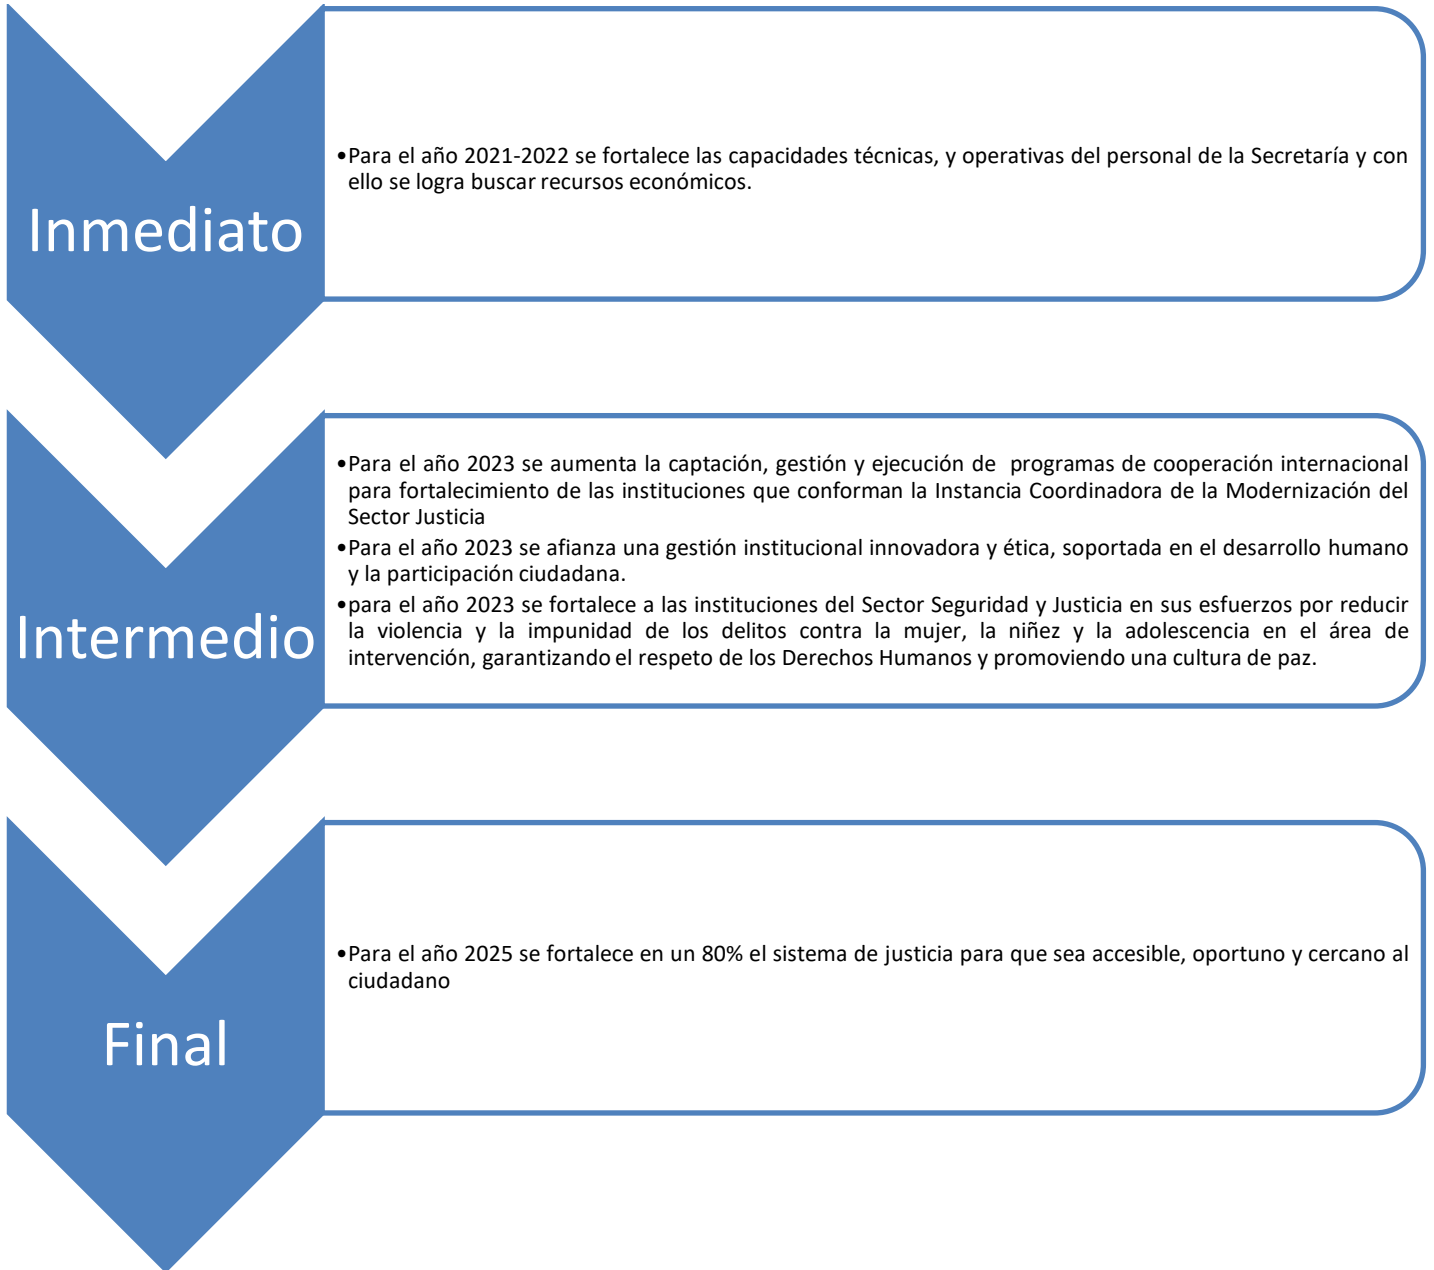 Inmediato
•Para el año 2021-2022 se fortalece las capacidades técnicas, y operativas del personal de la Secretaría y con
ello se logra buscar recursos económicos.
Intermedio
•Para el año 2023 se aumenta la captación, gestión y ejecución de programas de cooperación internacional
para fortalecimiento de las instituciones que conforman la Instancia Coordinadora de la Modernización del
Sector Justicia
•Para el año 2023 se afianza una gestión institucional innovadora y ética, soportada en el desarrollo humano
y la participación ciudadana.
•para el año 2023 se fortalece a las instituciones del Sector Seguridad y Justicia en sus esfuerzos por reducir
la violencia y la impunidad de los delitos contra la mujer, la niñez y la adolescencia en el área de
intervención, garantizando el respeto de los Derechos Humanos y promoviendo una cultura de paz.
Final
•Para el año 2025 se fortalece en un 80% el sistema de justicia para que sea accesible, oportuno y cercano al
ciudadano